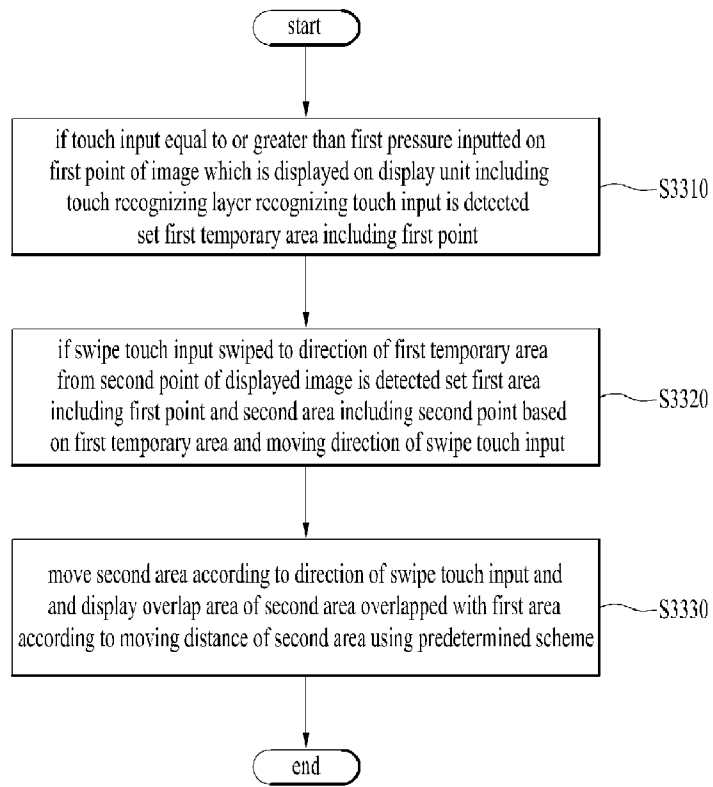 start
if touch input equal to or greater than first pressure inputted on
first point of image which is displayed on display unit including
touch recognizing layer recognizing touch input is detected
set first temporary area including first point
S3310
if swipe touch input swiped to direction of first temporary area
from second point of displayed image is detected set first area
including first point and second area including second point based
on first temporary area and moving direction of swipe touch input
S3320
move second area according to direction of swipe touch input and
and display overlap area of second area overlapped with first area
according to moving distance of second area using predetermined scheme
S3330
end